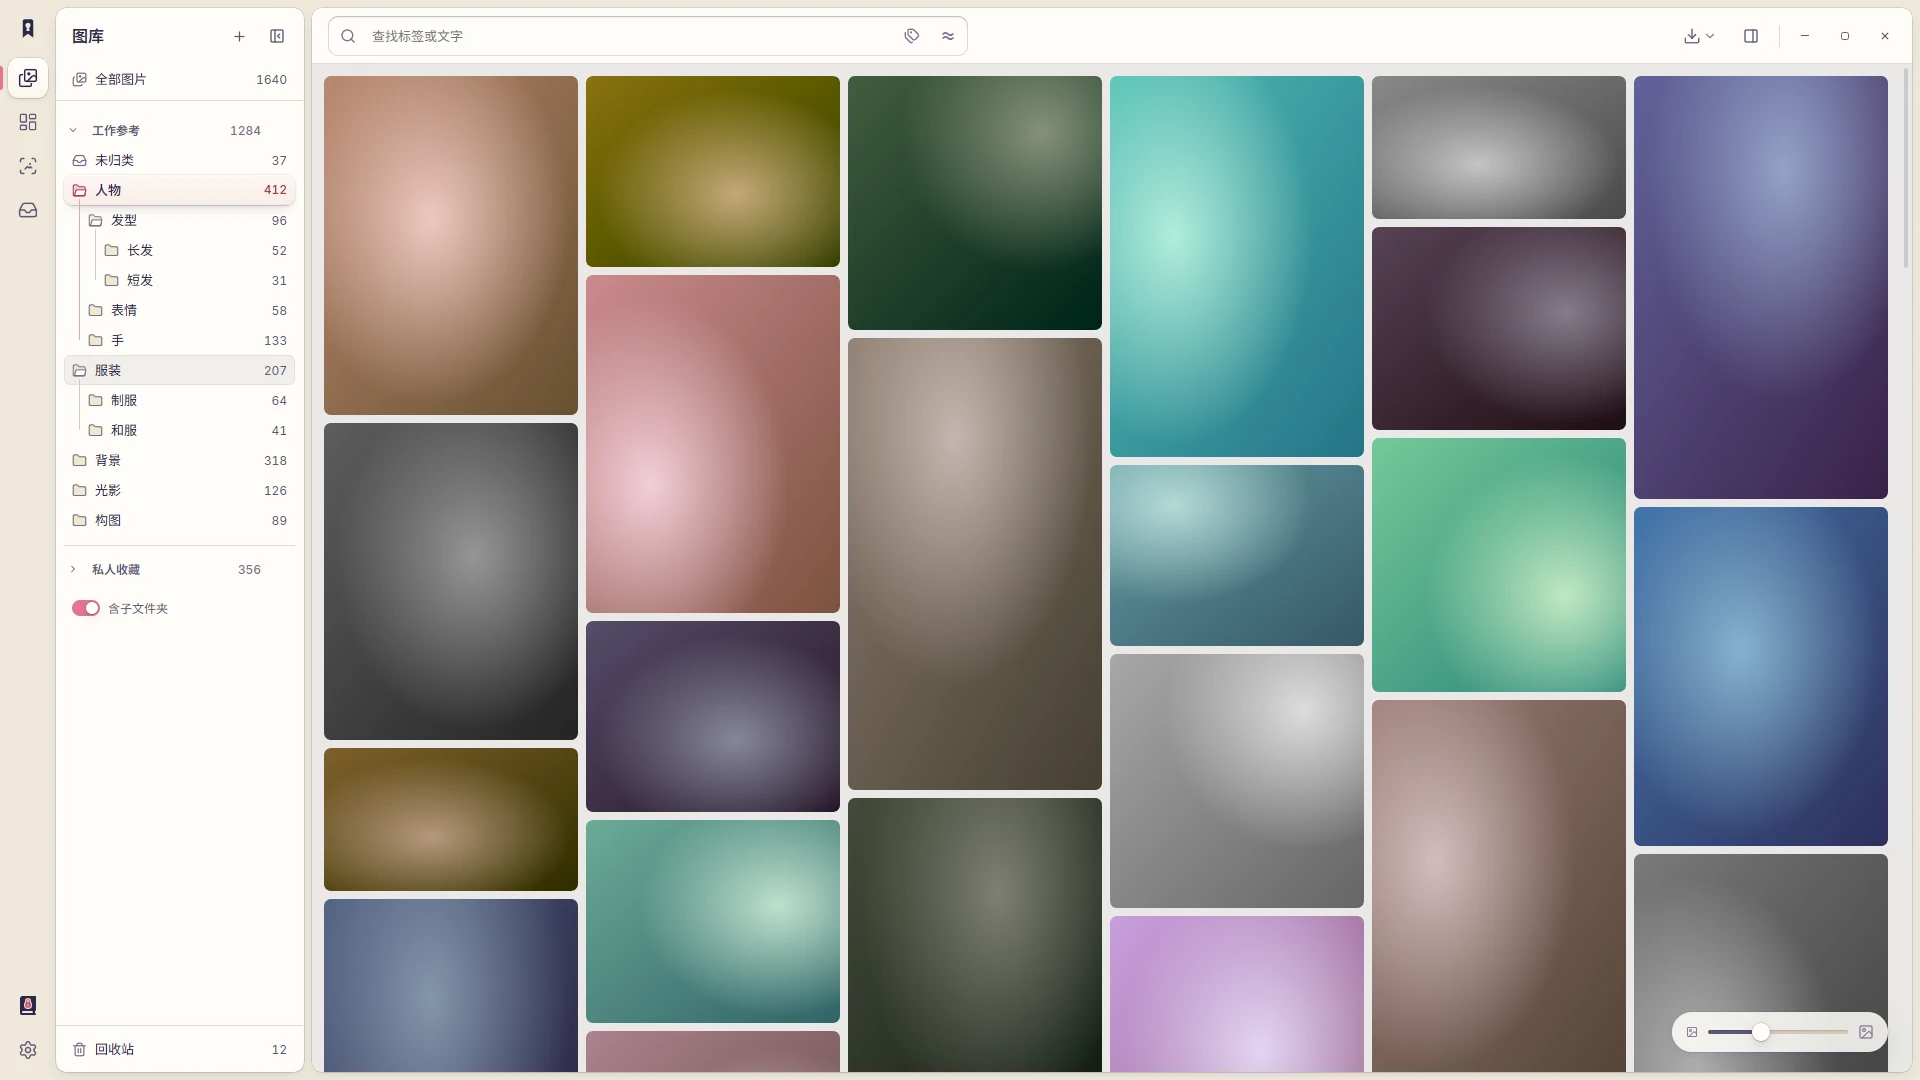 图库
查找标签或文字
全部图片 1640
工作参考 1284
未归类 37
人物 412
发型 96
长发 52
短发 31
表情 58
手 133
服装 207
制服 64
和服 41
背景 318
光影 126
构图 89
私人收藏 356
含子文件夹
回收站 12